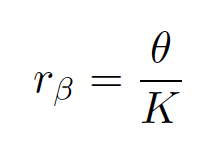 r_β = θ/K